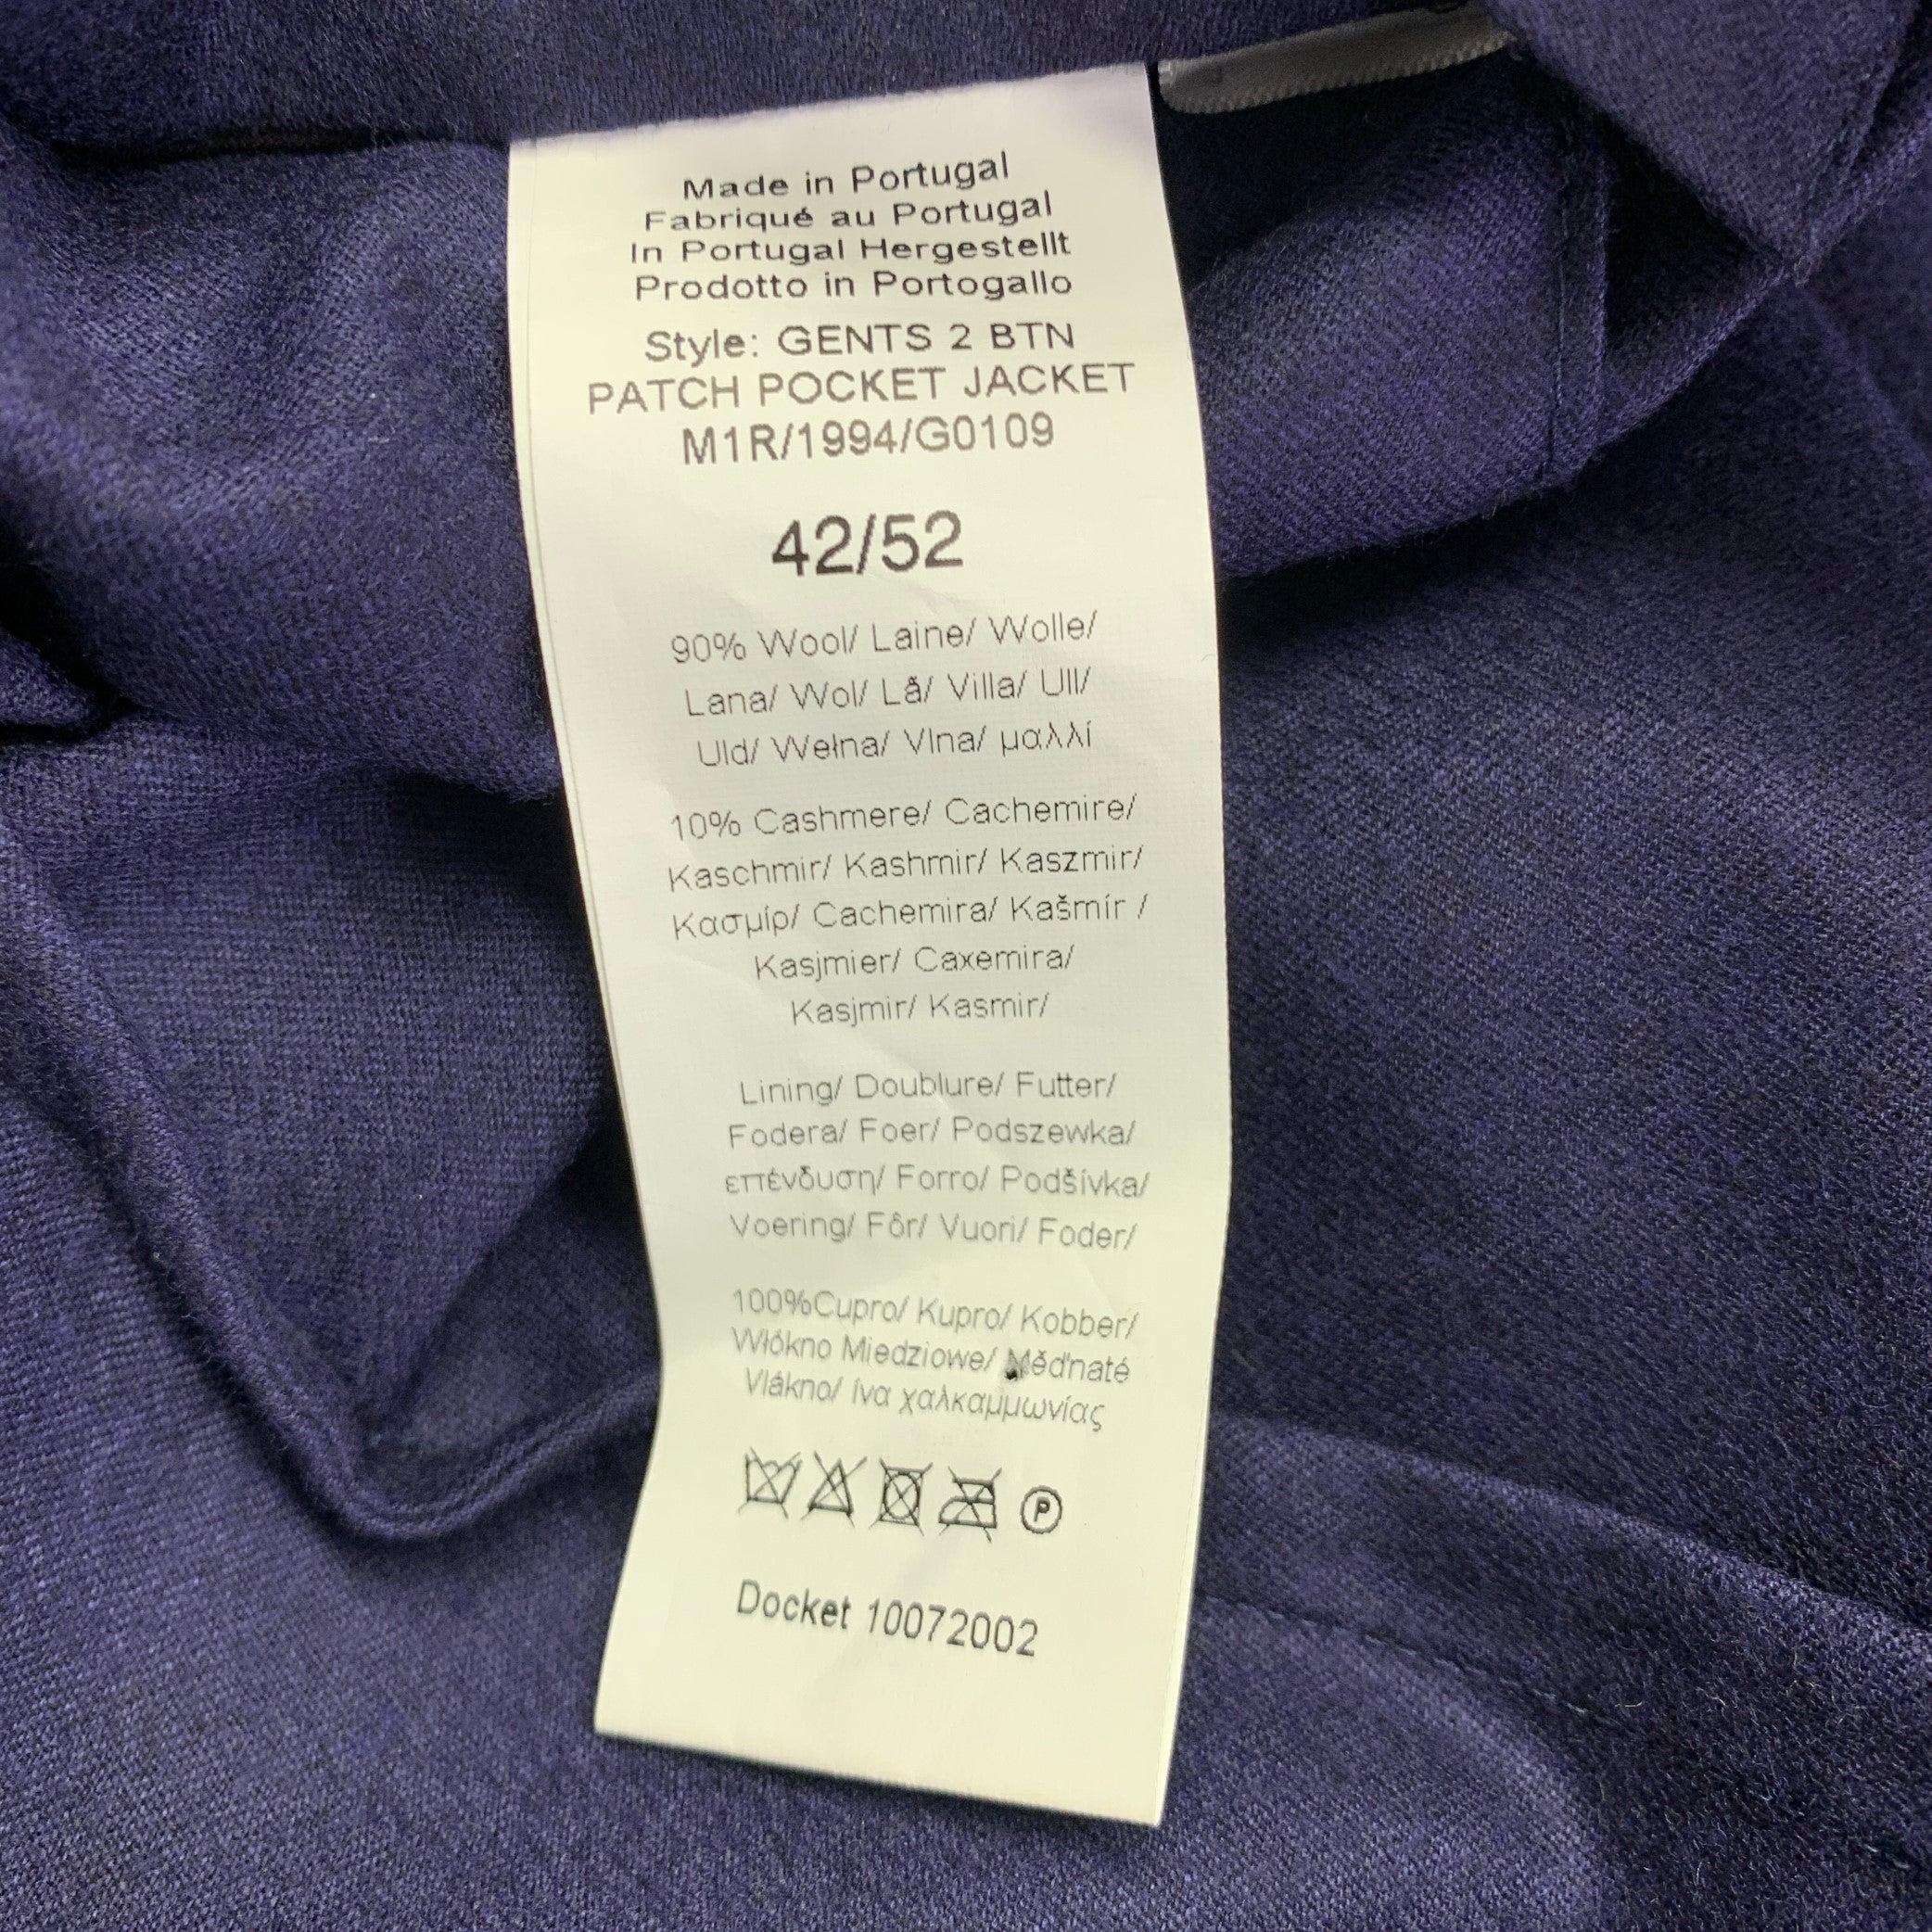 Made in Portugal
Fabriqué au Portugal
In Portugal Hergestellt
Prodotto in Portogallo
Style: GENTS 2 BTN
PATCH POCKET JACKET
M1R/1994/G0109
42/52
90% Wool/ Laine/ Wolle/
Lana/ Wol/ Lã/ Villa/ Ull/
Uld/ Wełna/ Vlna/ μαλλί
10% Cashmere/ Cachemire/
Kaschmir/ Kashmir/ Kaszmir/
Κασμίρ/ Cachemira/ Kašmír /
Kasjmier/ Caxemira/
Kasjmir/ Kasmir/
Lining/ Doublure/ Futter/
Fodera/ Foer/ Podszewka/
επένδυση/ Forro/ Podšívka/
Voering/ Fôr/ Vuori/ Foder/
100%Cupro/ Kupro/ Kobber/
Włókno Miedziowe/ Měďnaté
Vlákno/ ίνα χαλκαμμωνίας
P
Docket 10072002